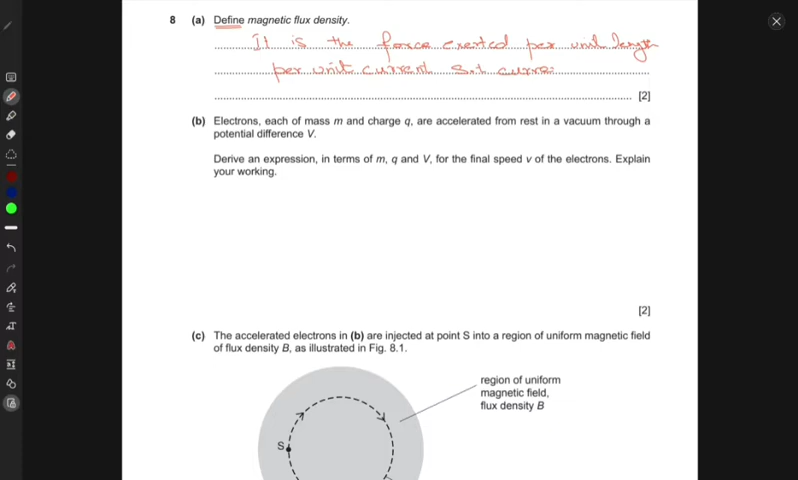 8 (a) Define magnetic flux density.
It is the force exerted per unit length
per unit current s.t curre
[2]
(b) Electrons, each of mass m and charge q, are accelerated from rest in a vacuum through a
potential difference V.
Derive an expression, in terms of m, q and V, for the final speed v of the electrons. Explain
your working.
[2]
(c) The accelerated electrons in (b) are injected at point S into a region of uniform magnetic field
of flux density B, as illustrated in Fig. 8.1.
region of uniform
magnetic field,
flux density B
S